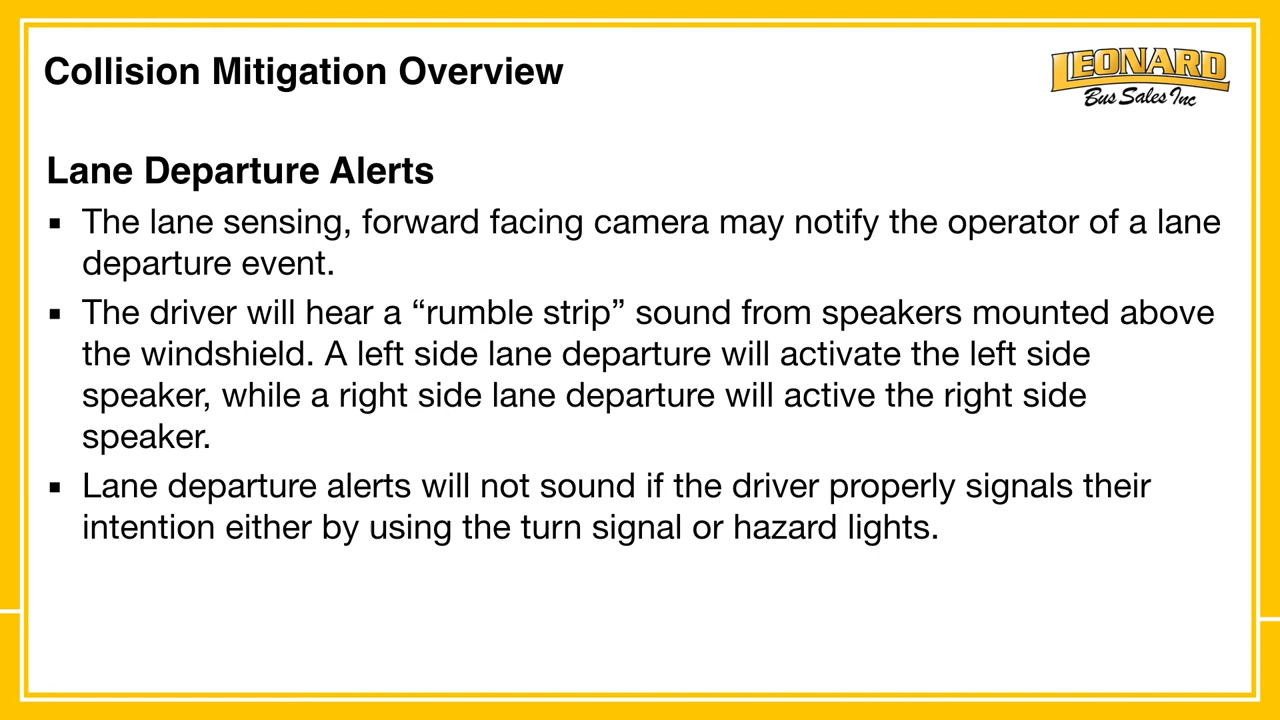 Collision Mitigation Overview
LEONARD
Bus Sales Inc
Lane Departure Alerts
▪ The lane sensing, forward facing camera may notify the operator of a lane
departure event.
▪ The driver will hear a “rumble strip” sound from speakers mounted above
the windshield. A left side lane departure will activate the left side
speaker, while a right side lane departure will active the right side
speaker.
▪ Lane departure alerts will not sound if the driver properly signals their
intention either by using the turn signal or hazard lights.